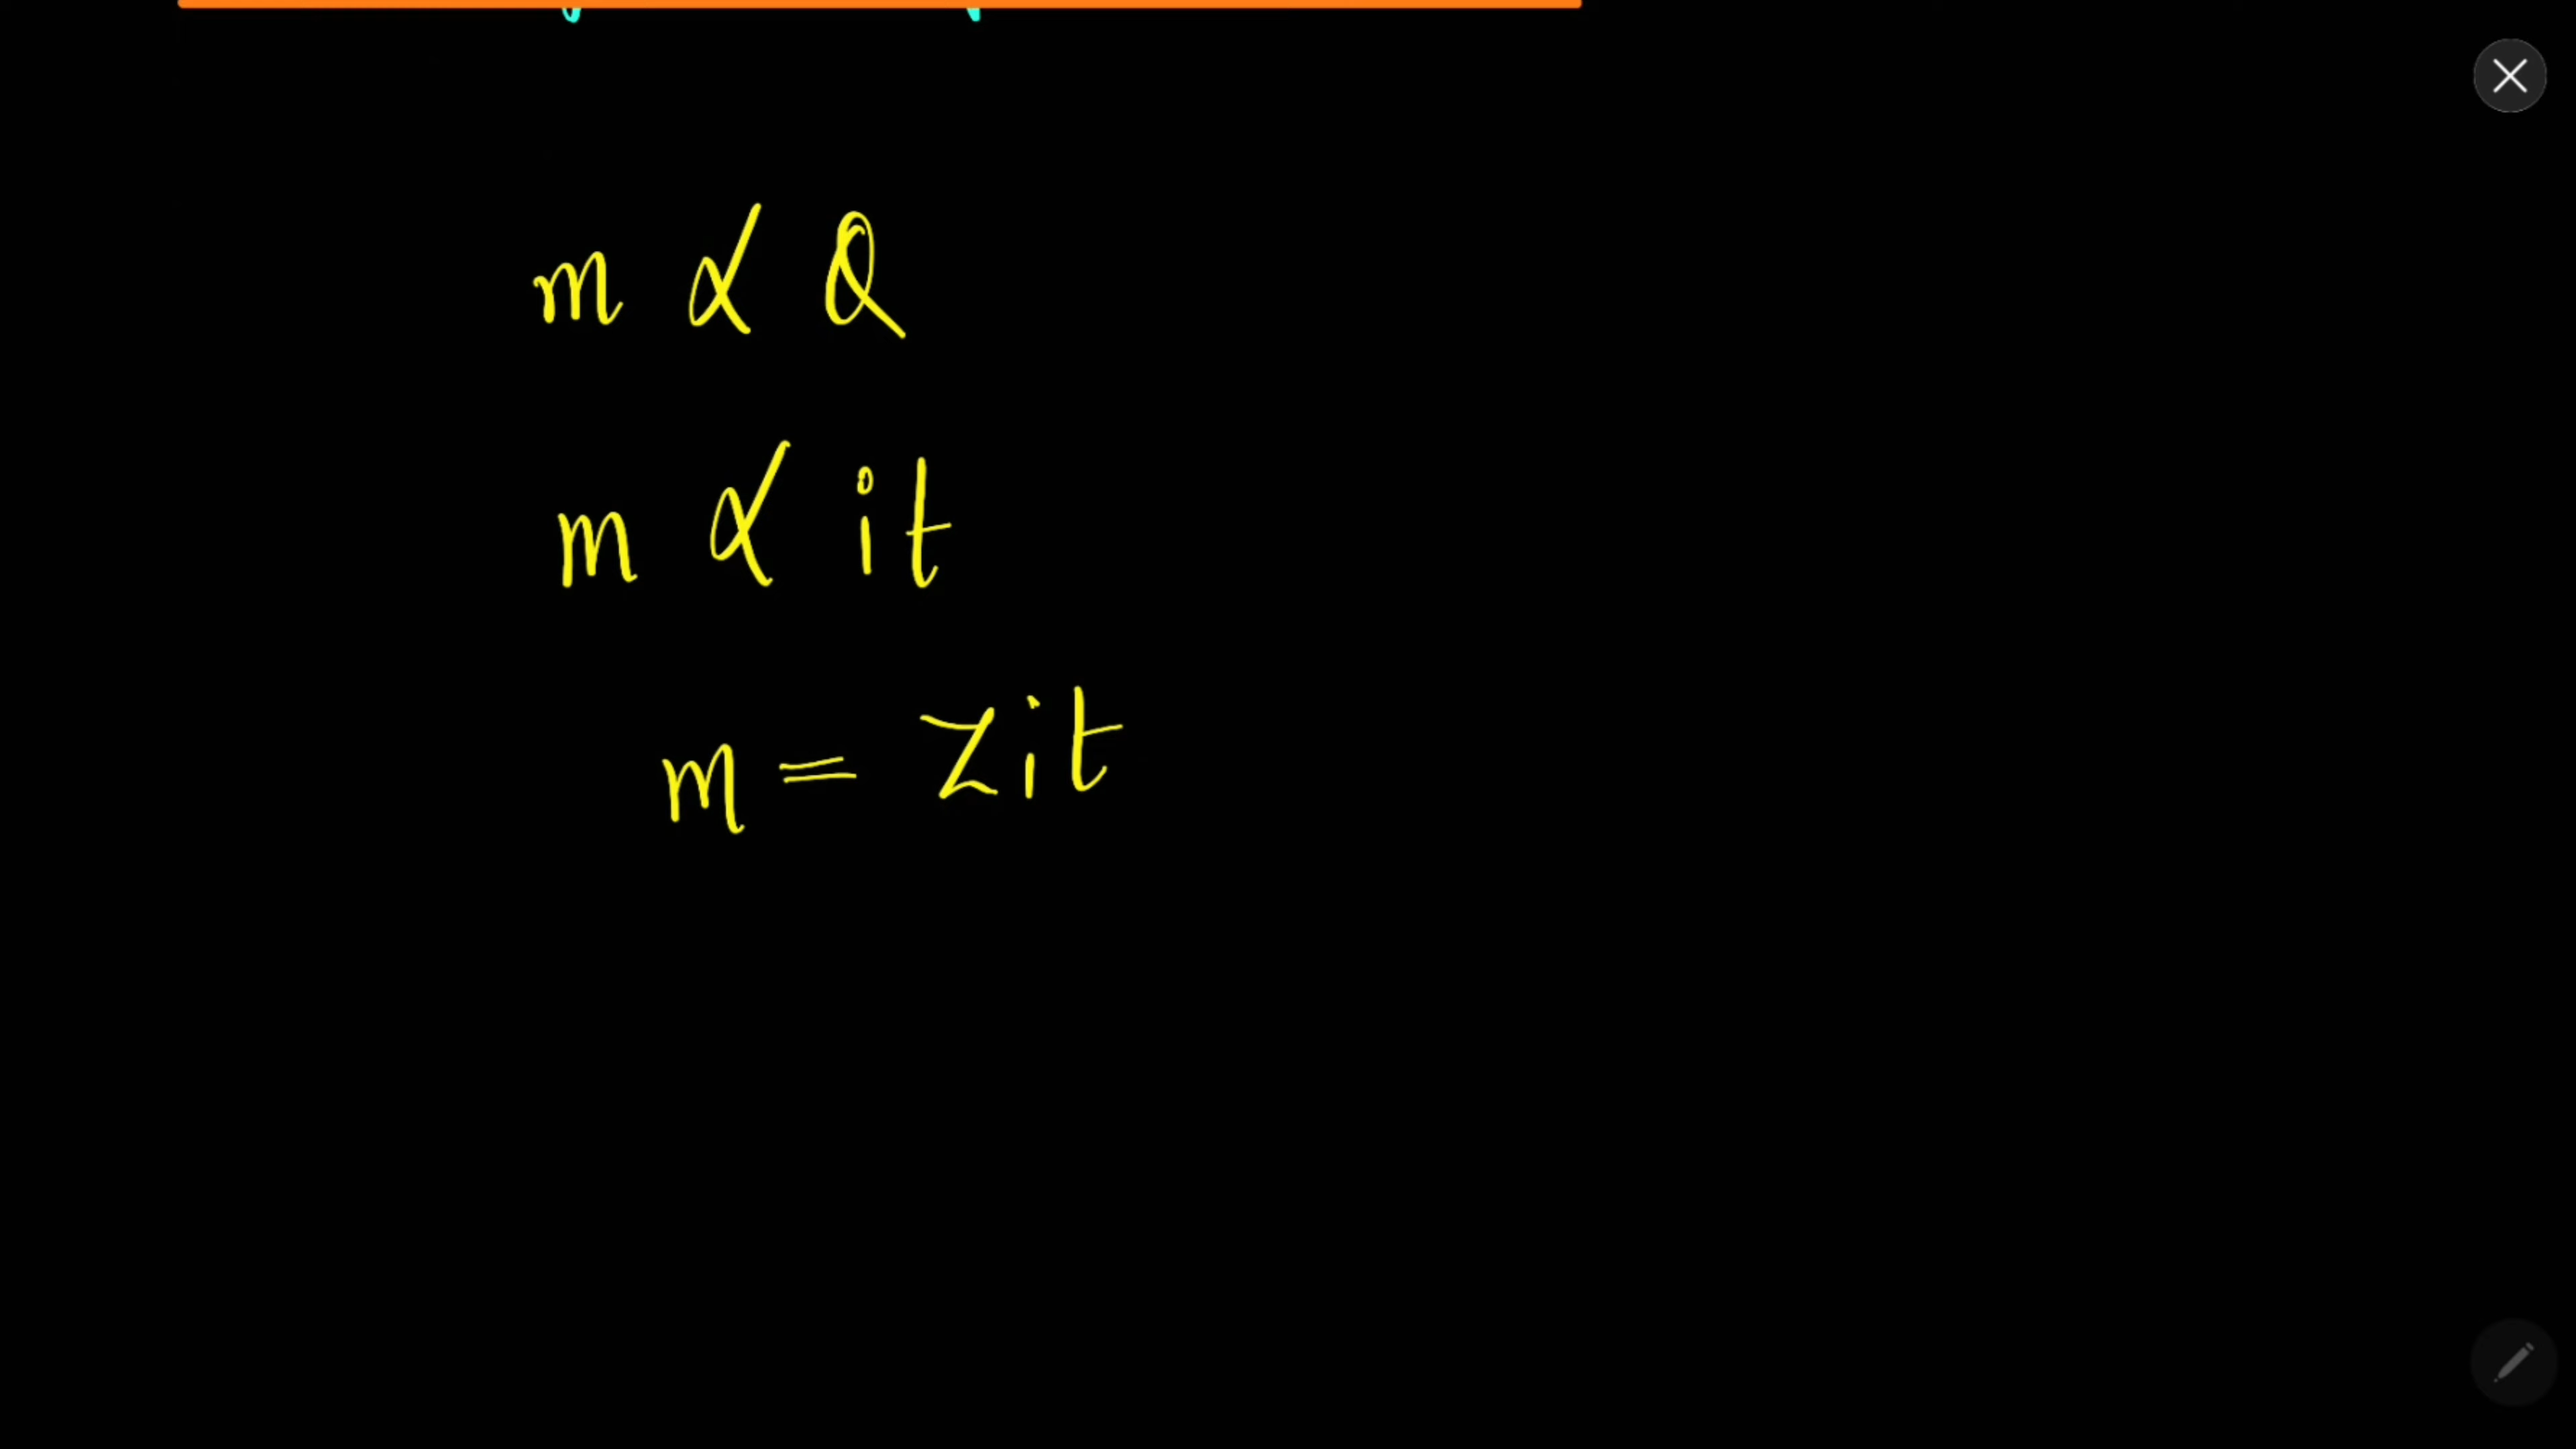 m α Q
m α it
m = Zit